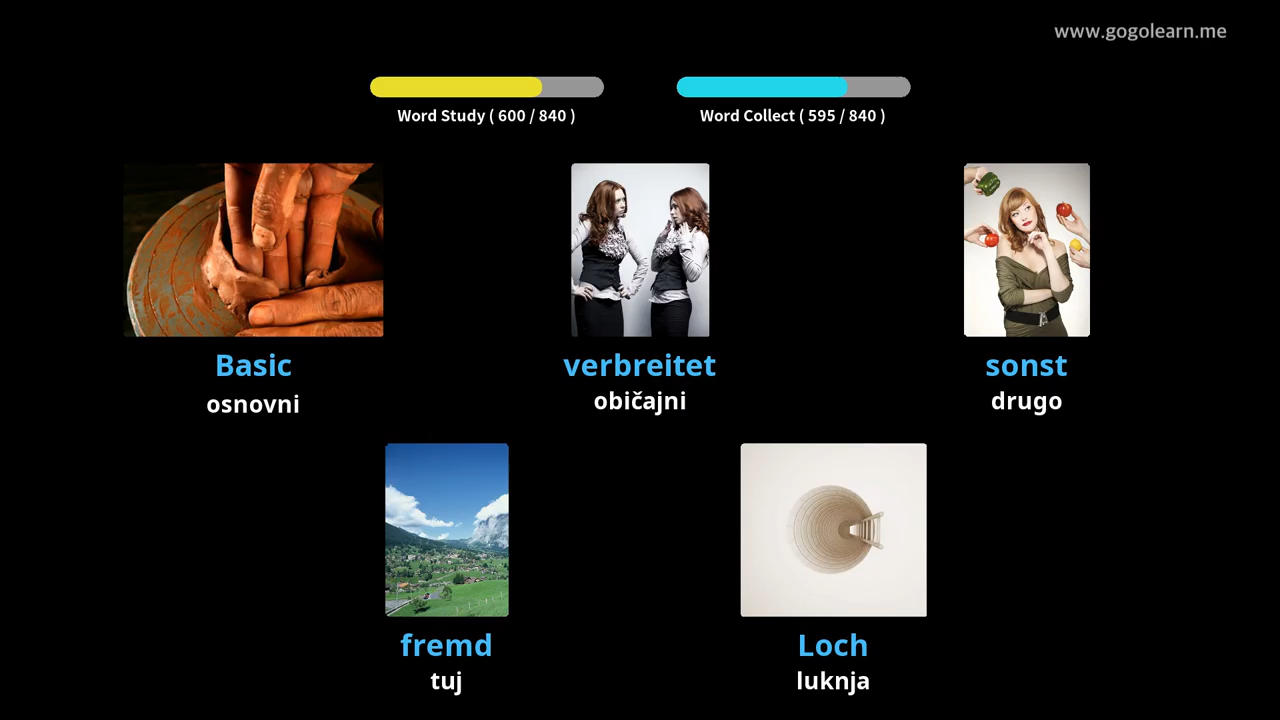 www.gogolearn.me
Word Study ( 600 / 840 )
Word Collect ( 595 / 840 )
Basic
osnovni
verbreitet
običajni
sonst
drugo
fremd
tuj
Loch
luknja